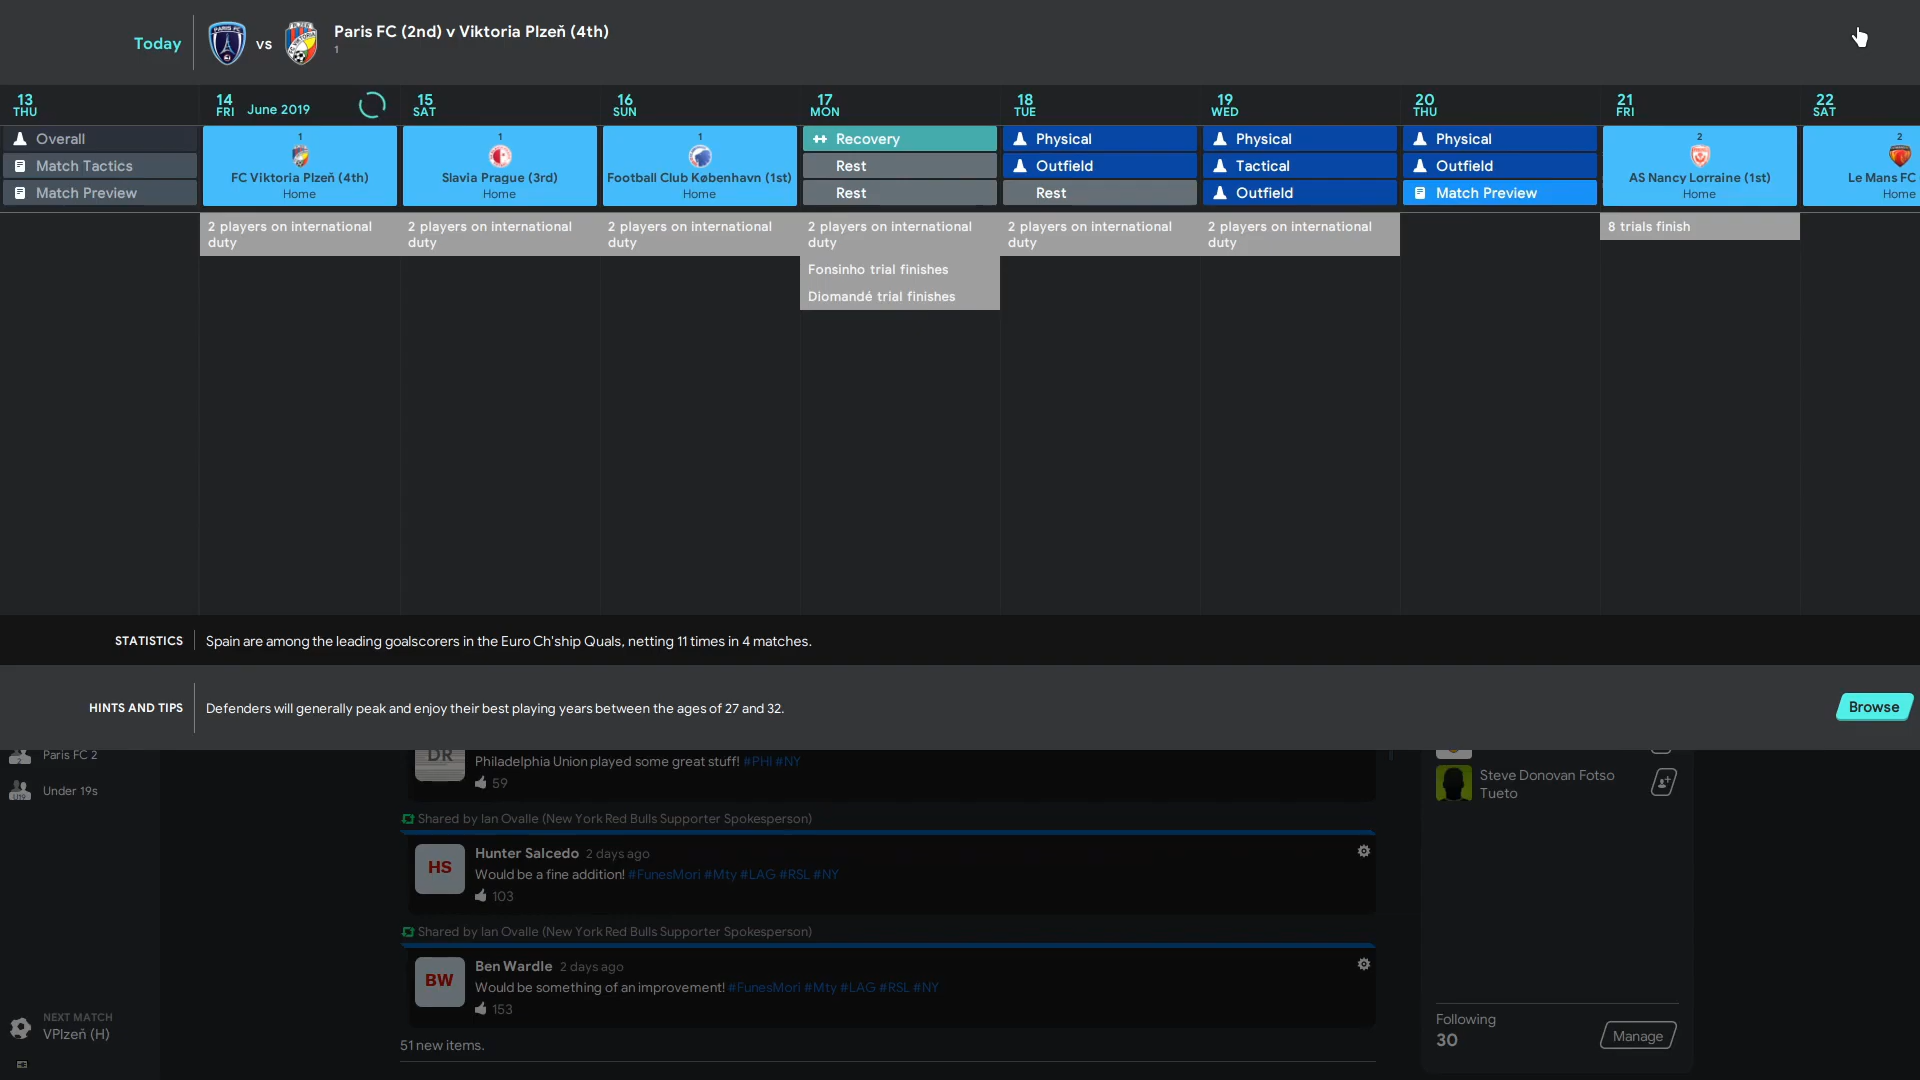 Today
vs
Paris FC (2nd) v Viktoria Plzeň (4th)
1
13
THU
14
FRI
June 2019
15
SAT
16
SUN
17
MON
18
TUE
19
WED
20
THU
21
FRI
22
SAT
Overall
Match Tactics
Match Preview
1
FC Viktoria Plzeň (4th)
Home
1
Slavia Prague (3rd)
Home
1
Football Club København (1st)
Home
Recovery
Rest
Rest
Physical
Outfield
Rest
Physical
Tactical
Outfield
Physical
Outfield
Match Preview
2
AS Nancy Lorraine (1st)
Home
2
Le Mans FC
Home
2 players on international
duty
2 players on international
duty
2 players on international
duty
2 players on international
duty
Fonsinho trial finishes
Diomandé trial finishes
2 players on international
duty
2 players on international
duty
8 trials finish
STATISTICS
Spain are among the leading goalscorers in the Euro Ch'ship Quals, netting 11 times in 4 matches.
HINTS AND TIPS
Defenders will generally peak and enjoy their best playing years between the ages of 27 and 32.
Browse
Paris FC 2
Under 19s
DR
Philadelphia Union played some great stuff! #PHI #NY
59
Shared by Ian Ovalle (New York Red Bulls Supporter Spokesperson)
HS
Hunter Salcedo 2 days ago
Would be a fine addition! #FunesMori #Mty #LAG #RSL #NY
103
Shared by Ian Ovalle (New York Red Bulls Supporter Spokesperson)
BW
Ben Wardle 2 days ago
Would be something of an improvement! #FunesMori #Mty #LAG #RSL #NY
153
51 new items.
Steve Donovan Fotso
Tueto
Following
30
Manage
NEXT MATCH
VPlzeň (H)